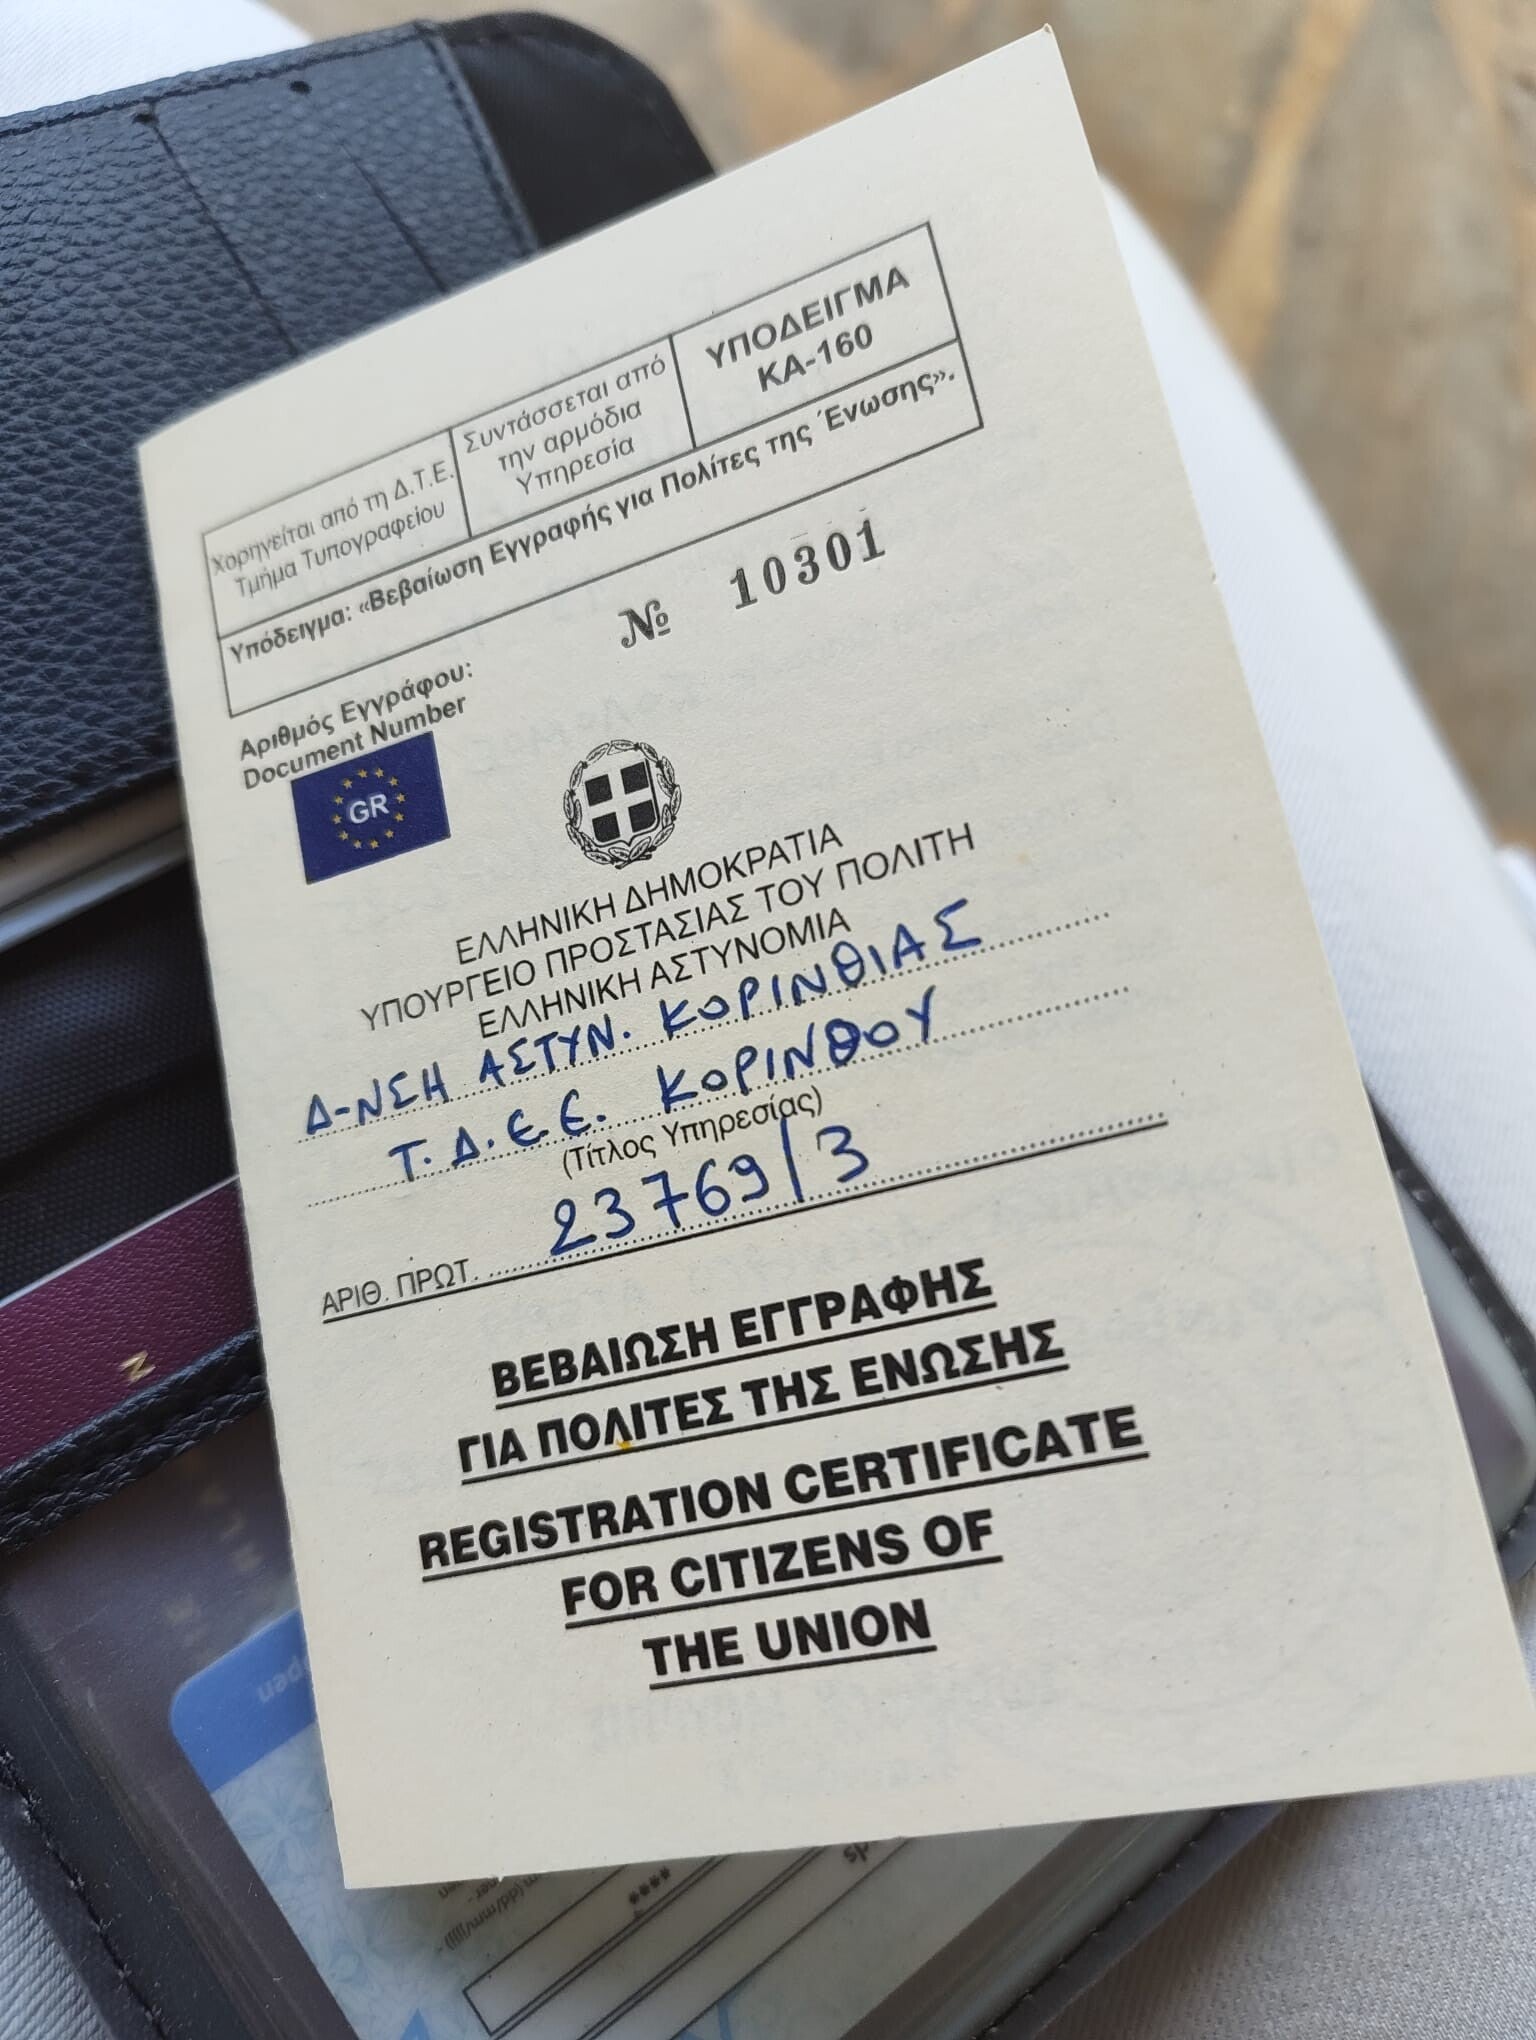 Χορηγείται από τη Δ.Τ.Ε.
Τμήμα Τυπογραφείου
Συντάσσεται από
την αρμόδια
Υπηρεσία
ΥΠΟΔΕΙΓΜΑ
ΚΑ-160
Υπόδειγμα: «Βεβαίωση Εγγραφής για Πολίτες της Ένωσης».
Αριθμός Εγγράφου:
Document Number
№ 10301
GR
ΕΛΛΗΝΙΚΗ ΔΗΜΟΚΡΑΤΙΑ
ΥΠΟΥΡΓΕΙΟ ΠΡΟΣΤΑΣΙΑΣ ΤΟΥ ΠΟΛΙΤΗ
ΕΛΛΗΝΙΚΗ ΑΣΤΥΝΟΜΙΑ
Δ-ΝΣΗ ΑΣΤΥΝ. ΚΟΡΙΝΘΙΑΣ
Τ.Δ.Ε.Ε. ΚΟΡΙΝΘΟΥ
(Τίτλος Υπηρεσίας)
ΑΡΙΘ. ΠΡΩΤ. 23769/3
ΒΕΒΑΙΩΣΗ ΕΓΓΡΑΦΗΣ
ΓΙΑ ΠΟΛΙΤΕΣ ΤΗΣ ΕΝΩΣΗΣ
REGISTRATION CERTIFICATE
FOR CITIZENS OF
THE UNION
N
(dd/mm/jjjj)
****